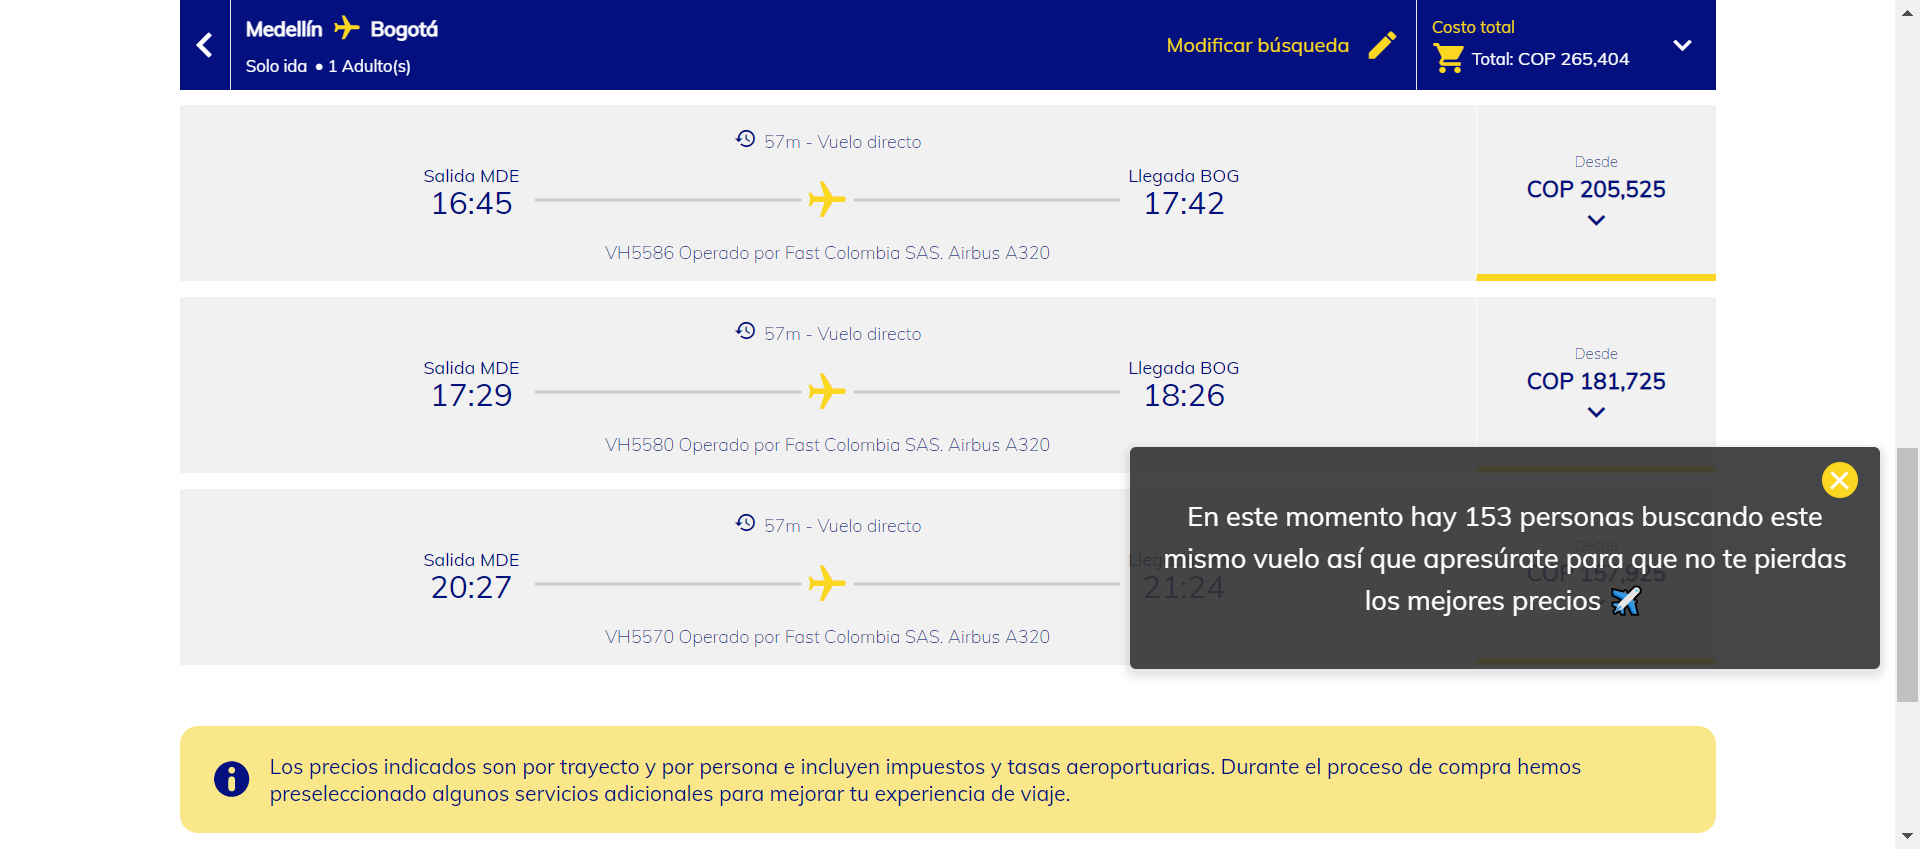 Medellín Bogotá
Solo ida • 1 Adulto(s)
Modificar búsqueda
Costo total
Total: COP 265,404
57m - Vuelo directo
Salida MDE
16:45
Llegada BOG
17:42
VH5586 Operado por Fast Colombia SAS. Airbus A320
Desde
COP 205,525
57m - Vuelo directo
Salida MDE
17:29
Llegada BOG
18:26
VH5580 Operado por Fast Colombia SAS. Airbus A320
Desde
COP 181,725
57m - Vuelo directo
Salida MDE
20:27
21:24
VH5570 Operado por Fast Colombia SAS. Airbus A320
Desde
COP 157,925
En este momento hay 153 personas buscando este
mismo vuelo así que apresúrate para que no te pierdas
los mejores precios ✈️
Los precios indicados son por trayecto y por persona e incluyen impuestos y tasas aeroportuarias. Durante el proceso de compra hemos
preseleccionado algunos servicios adicionales para mejorar tu experiencia de viaje.